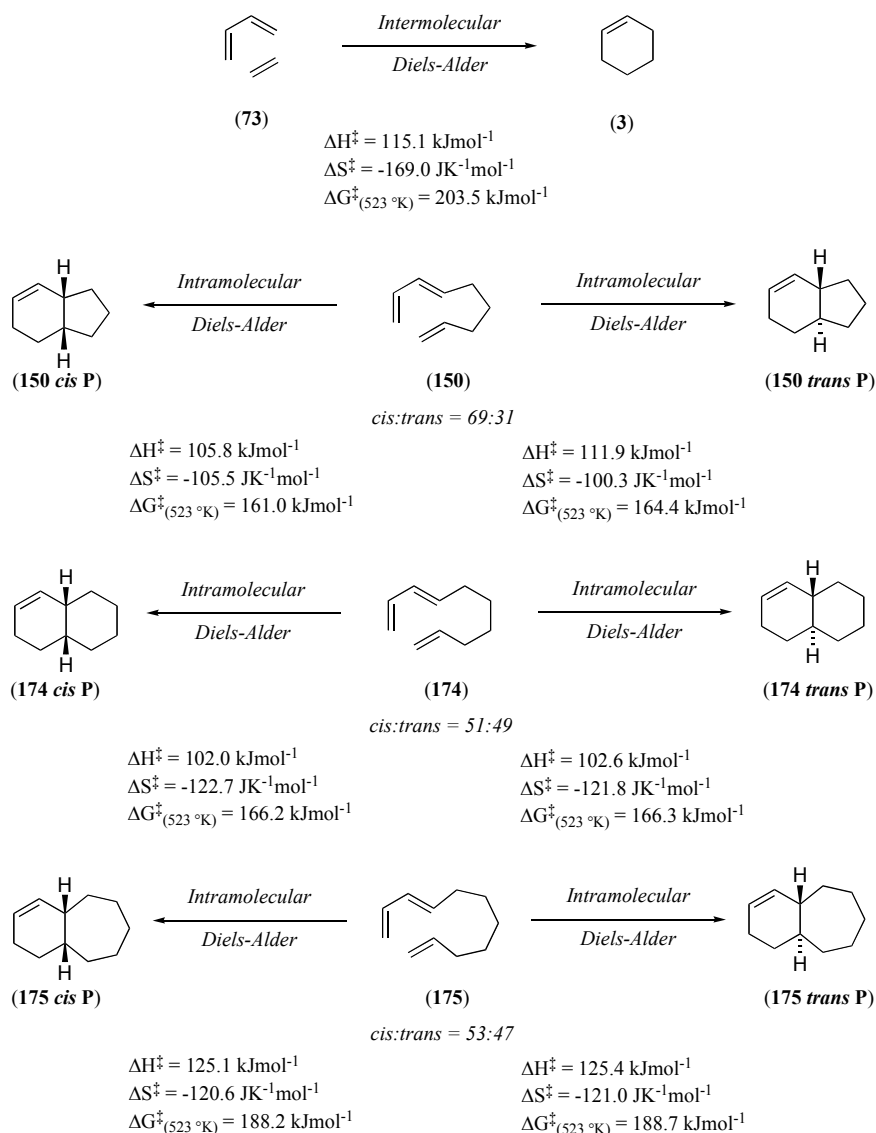 Intermolecular
Diels-Alder
(73)
(3)
ΔH‡ = 115.1 kJmol-1
ΔS‡ = -169.0 JK-1mol-1
ΔG‡(523 °K) = 203.5 kJmol-1
H H
Intramolecular Intramolecular
Diels-Alder Diels-Alder
H H
(150 cis P) (150) (150 trans P)
cis:trans = 69:31
ΔH‡ = 105.8 kJmol-1 ΔH‡ = 111.9 kJmol-1
ΔS‡ = -105.5 JK-1mol-1 ΔS‡ = -100.3 JK-1mol-1
ΔG‡(523 °K) = 161.0 kJmol-1 ΔG‡(523 °K) = 164.4 kJmol-1
H H
Intramolecular Intramolecular
Diels-Alder Diels-Alder
H H
(174 cis P) (174) (174 trans P)
cis:trans = 51:49
ΔH‡ = 102.0 kJmol-1 ΔH‡ = 102.6 kJmol-1
ΔS‡ = -122.7 JK-1mol-1 ΔS‡ = -121.8 JK-1mol-1
ΔG‡(523 °K) = 166.2 kJmol-1 ΔG‡(523 °K) = 166.3 kJmol-1
H H
Intramolecular Intramolecular
Diels-Alder Diels-Alder
H H
(175 cis P) (175) (175 trans P)
cis:trans = 53:47
ΔH‡ = 125.1 kJmol-1 ΔH‡ = 125.4 kJmol-1
ΔS‡ = -120.6 JK-1mol-1 ΔS‡ = -121.0 JK-1mol-1
ΔG‡(523 °K) = 188.2 kJmol-1 ΔG‡(523 °K) = 188.7 kJmol-1